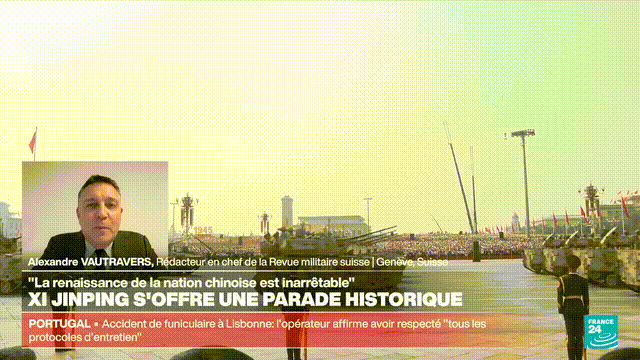 1945
Alexandre VAUTRAVERS, Rédacteur en chef de la Revue militaire suisse | Genève, Suisse
"La renaissance de la nation chinoise est inarrêtable"
XI JINPING S'OFFRE UNE PARADE HISTORIQUE
PORTUGAL • Accident de funiculaire à Lisbonne: l'opérateur affirme avoir respecté "tous les
protocoles d'entretien"
FRANCE
24